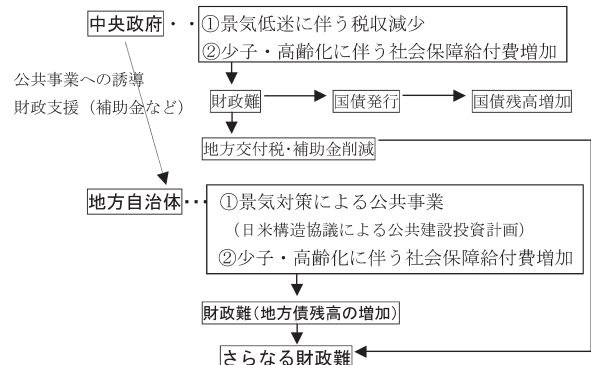 中央政府・・
①景気低迷に伴う税収減少
②少子・高齢化に伴う社会保障給付費増加
公共事業への誘導
財政支援（補助金など）
財政難
国債発行
国債残高増加
地方交付税・補助金削減
地方自治体・・・
①景気対策による公共事業
（日米構造協議による公共建設投資計画）
②少子・高齢化に伴う社会保障給付費増加
財政難（地方債残高の増加）
さらなる財政難